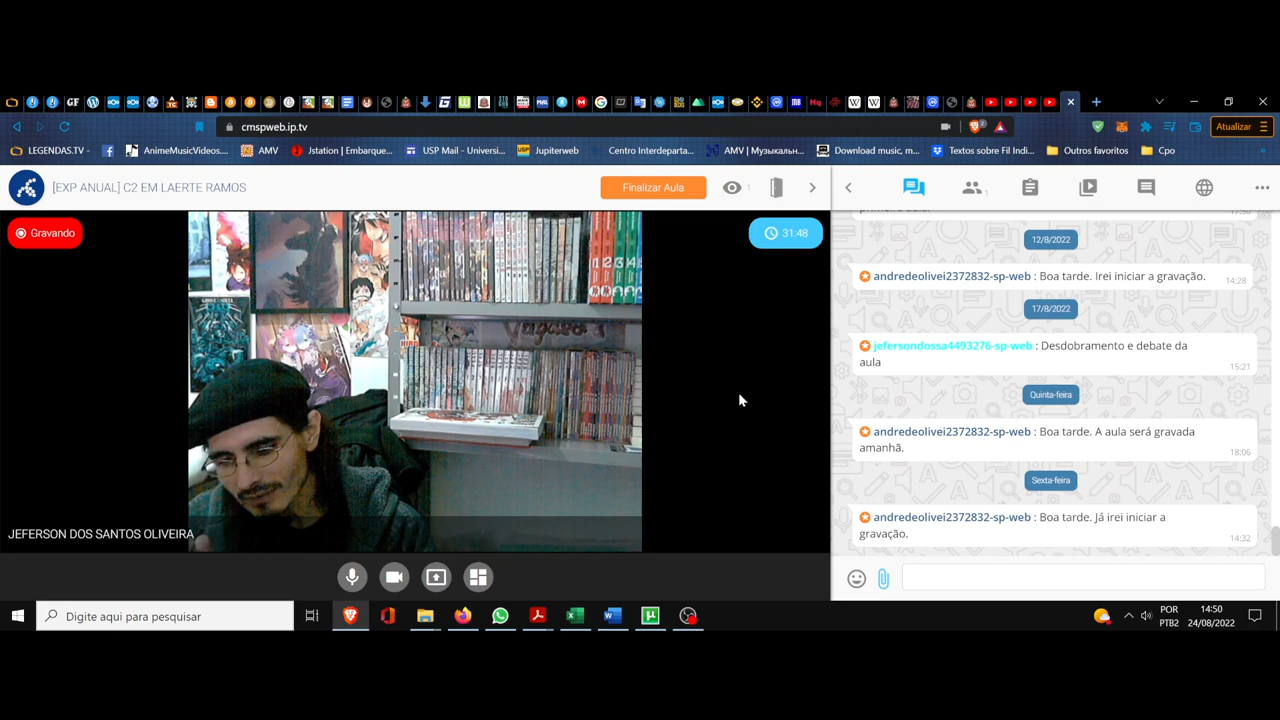 cmspweb.ip.tv
2
Atualizar
LEGENDAS.TV -
AnimeMusicVideos...
AMV
Jstation | Embarque...
USP Mail - Universi...
Jupiterweb
Centro Interdeparta...
AMV | Музыкальн...
Download music, m...
Textos sobre Fil Indi...
Outros favoritos
Cpo
[EXP ANUAL] C2 EM LAERTE RAMOS
Finalizar Aula
1
1
Gravando
31:48
12/8/2022
andredeolivei2372832-sp-web : Boa tarde. Irei iniciar a gravação.
14:28
17/8/2022
jefersondossa4493276-sp-web : Desdobramento e debate da
aula
15:21
Quinta-feira
andredeolivei2372832-sp-web : Boa tarde. A aula será gravada
amanhã.
18:06
Sexta-feira
andredeolivei2372832-sp-web : Boa tarde. Já irei iniciar a
gravação.
14:32
JEFERSON DOS SANTOS OLIVEIRA
Digite aqui para pesquisar
POR
PTB2
14:50
24/08/2022